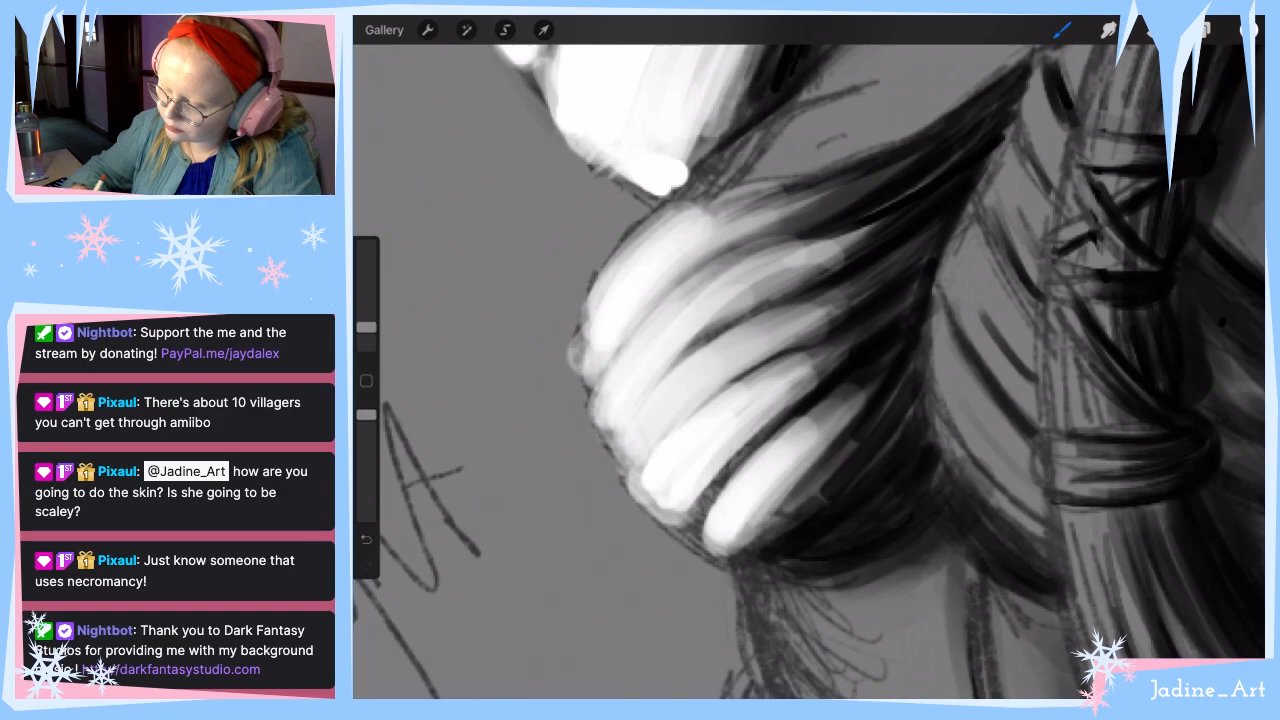 Gallery
Nightbot: Support the me and the
stream by donating! PayPal.me/jaydalex
Pixaul: There's about 10 villagers
you can't get through amiibo
Pixaul: @Jadine_Art how are you
going to do the skin? Is she going to be
scaley?
Pixaul: Just know someone that
uses necromancy!
Nightbot: Thank you to Dark Fantasy
Studios for providing me with my background
Jadine_Art